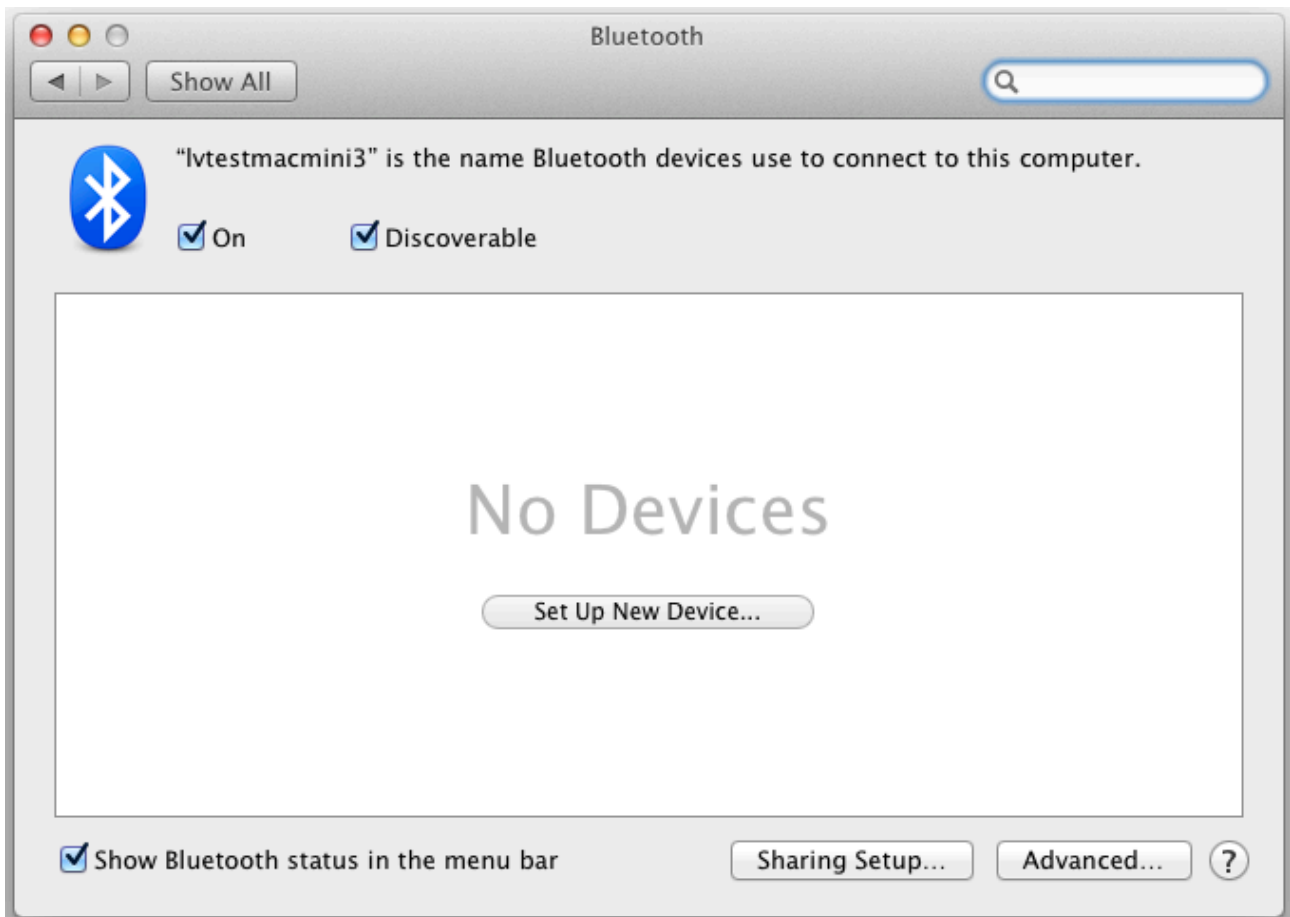 Bluetooth
Show All
“lvtestmacmini3” is the name Bluetooth devices use to connect to this computer.
On Discoverable
No Devices
Set Up New Device...
Show Bluetooth status in the menu bar Sharing Setup... Advanced... ?